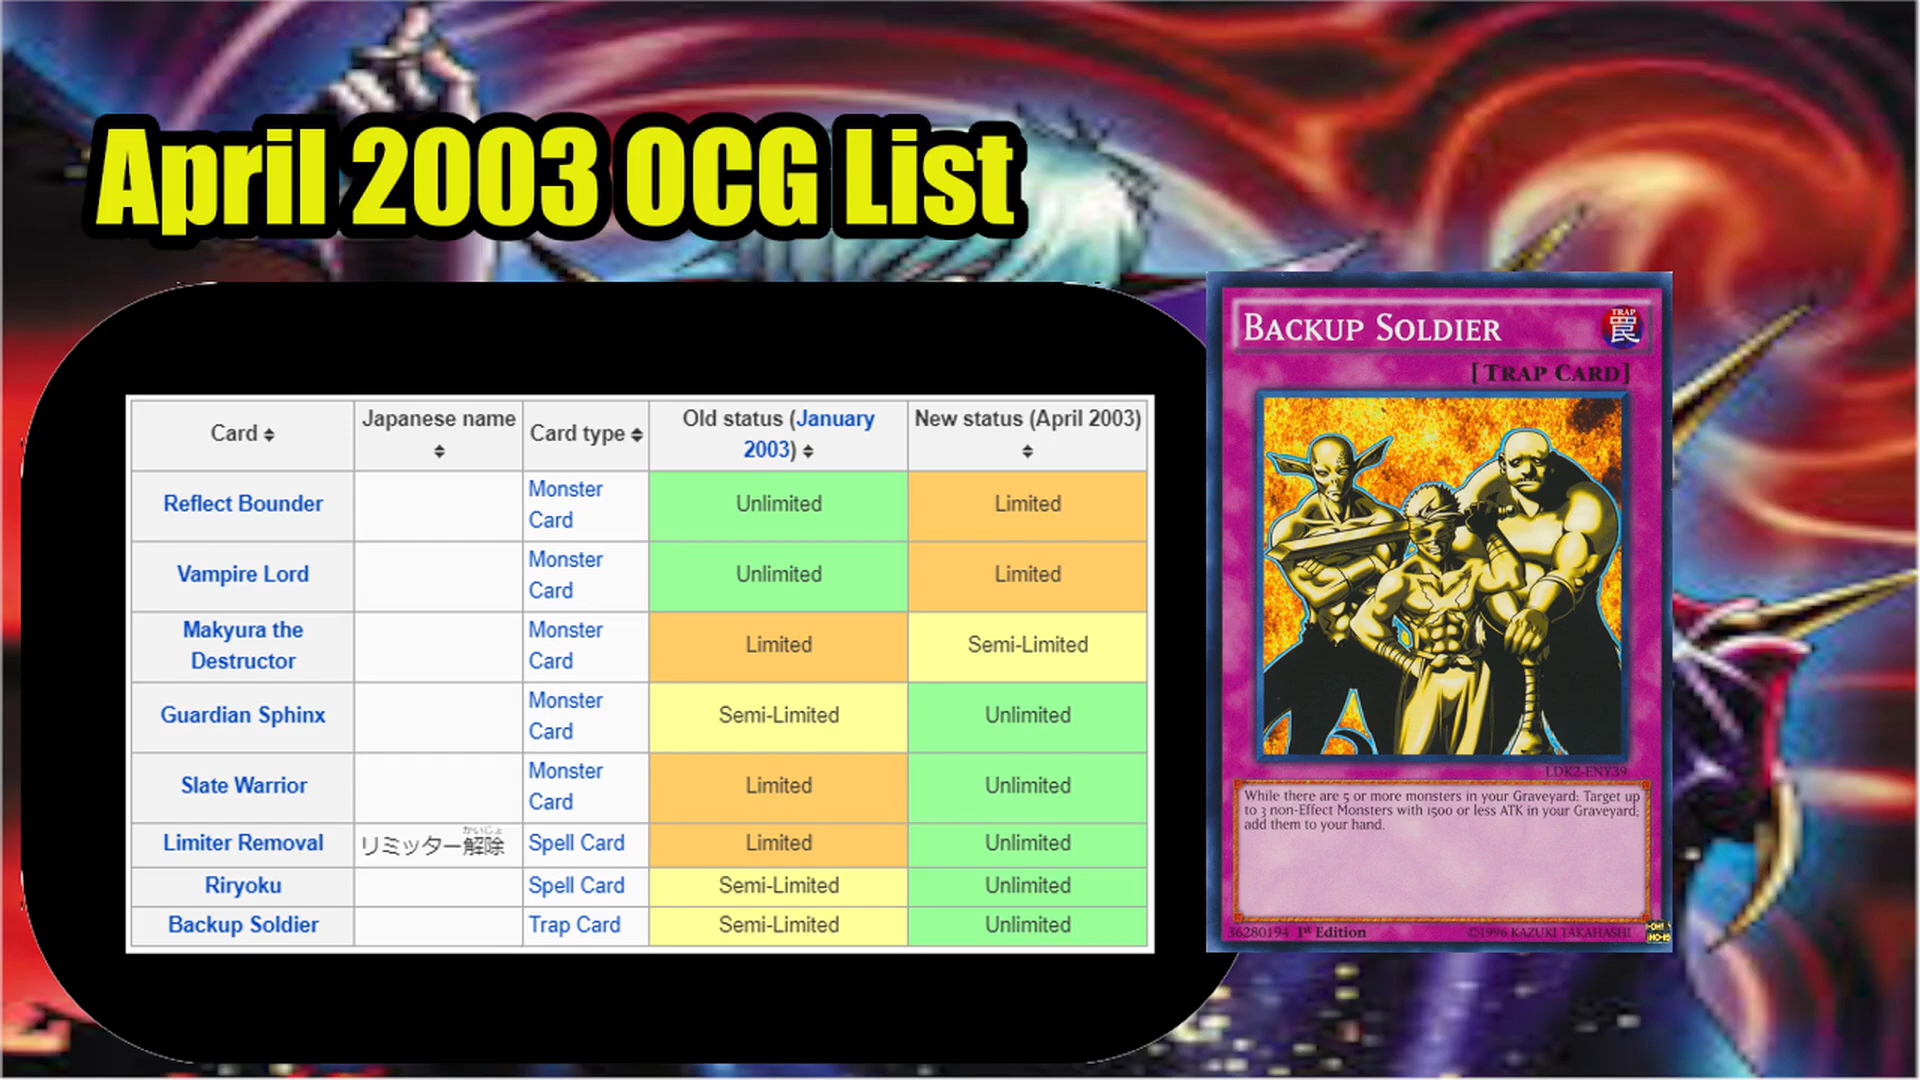 April 2003 OCG List
Card
Japanese name
Card type
Old status (January
2003)
New status (April 2003)
Reflect Bounder
Monster
Card
Unlimited
Limited
Vampire Lord
Monster
Card
Unlimited
Limited
Makyura the
Destructor
Monster
Card
Limited
Semi-Limited
Guardian Sphinx
Monster
Card
Semi-Limited
Unlimited
Slate Warrior
Monster
Card
Limited
Unlimited
Limiter Removal
かいじょ
リミッター解除
Spell Card
Limited
Unlimited
Riryoku
Spell Card
Semi-Limited
Unlimited
Backup Soldier
Trap Card
Semi-Limited
Unlimited
BACKUP SOLDIER
TRAP
罠
[TRAP CARD]
LDK2-ENY39
While there are 5 or more monsters in your Graveyard: Target up
to 3 non-Effect Monsters with 1500 or less ATK in your Graveyard;
add them to your hand.
36280194 1st Edition
©1996 KAZUKI TAKAHASHI